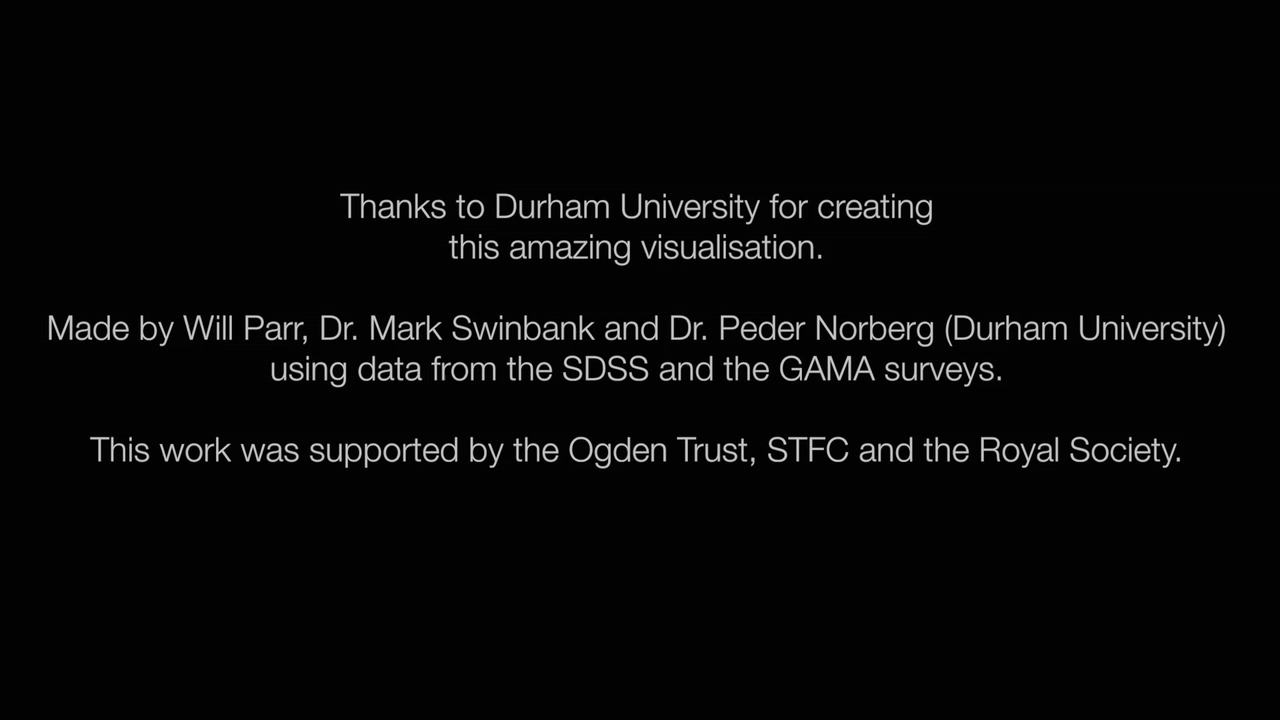 Thanks to Durham University for creating
this amazing visualisation.
Made by Will Parr, Dr. Mark Swinbank and Dr. Peder Norberg (Durham University)
using data from the SDSS and the GAMA surveys.
This work was supported by the Ogden Trust, STFC and the Royal Society.